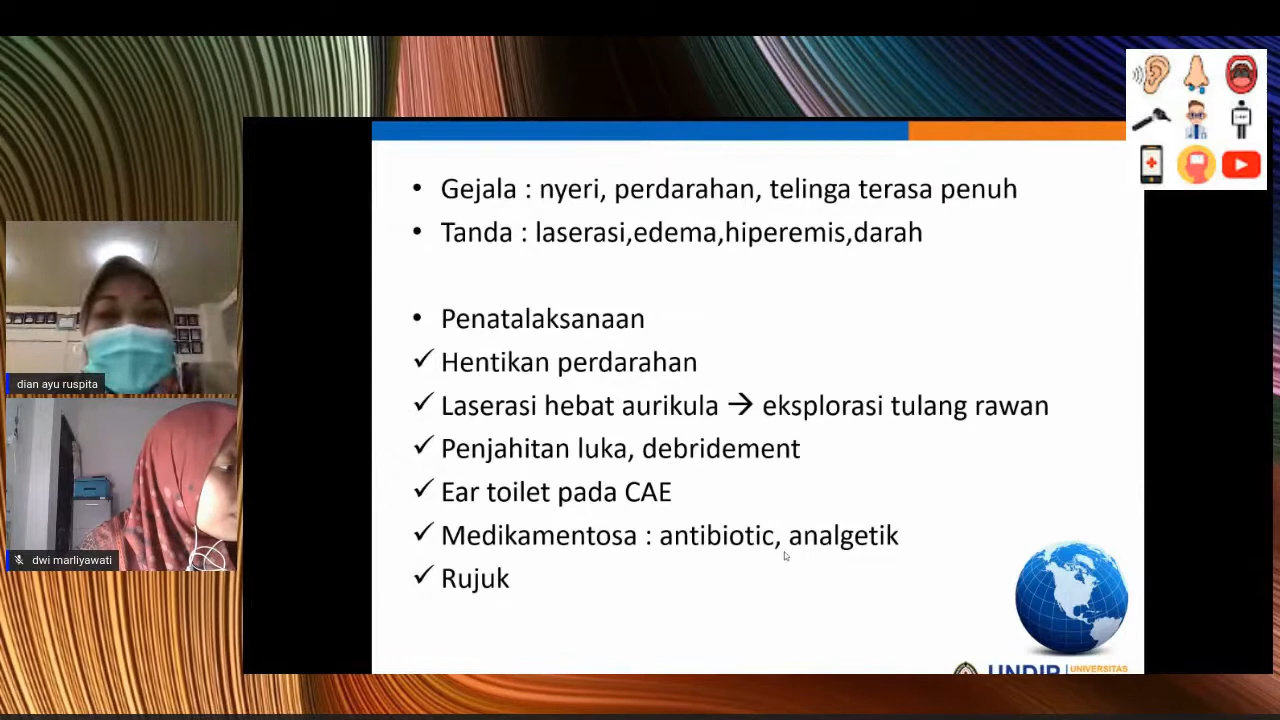 Gejala : nyeri, perdarahan, telinga terasa penuh
Tanda : laserasi,edema,hiperemis,darah
Penatalaksanaan
Hentikan perdarahan
Laserasi hebat aurikula → eksplorasi tulang rawan
Penjahitan luka, debridement
Ear toilet pada CAE
Medikamentosa : antibiotic, analgetik
Rujuk
UNDIP
UNIVERSITAS
dian ayu ruspita
dwi marliyawati